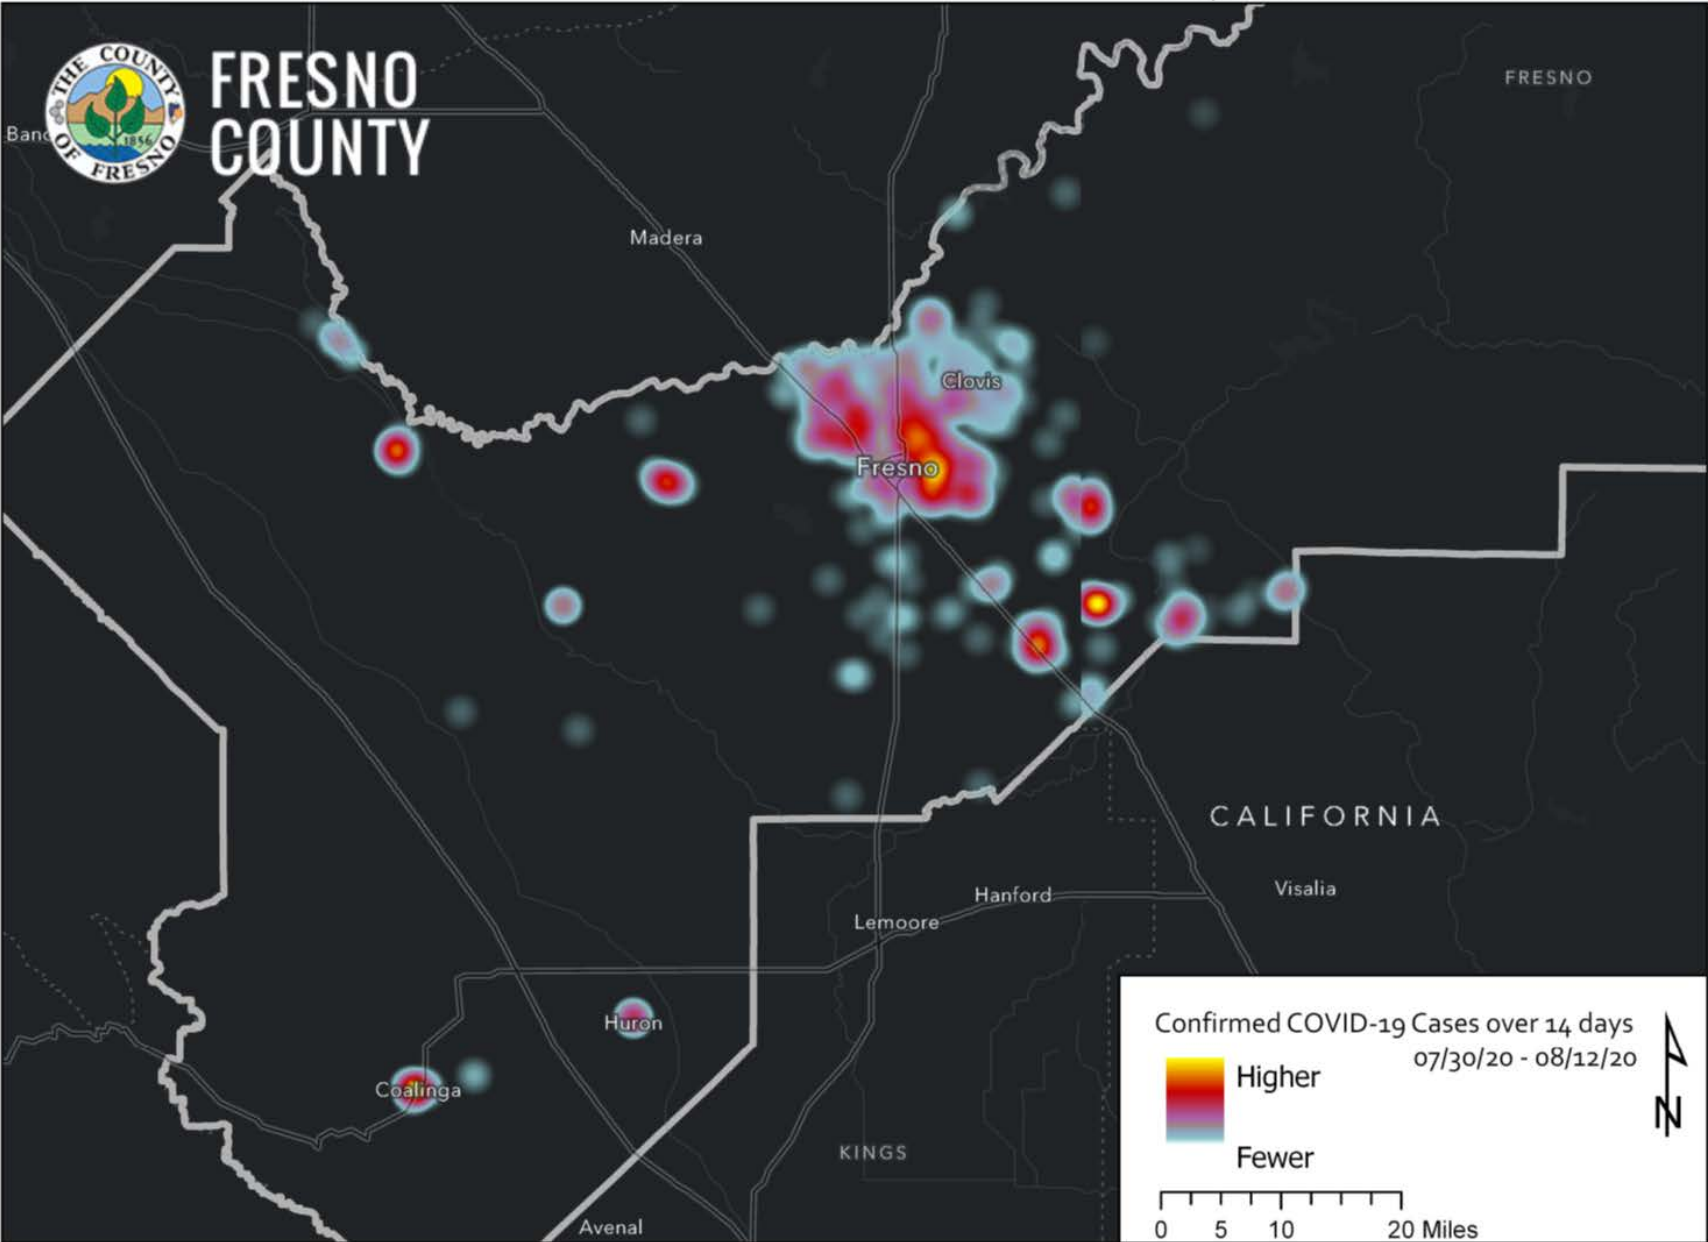 THE COUNTY
OF FRESNO
1856
FRESNO
COUNTY
FRESNO
Madera
Clovis
Fresno
CALIFORNIA
Hanford
Visalia
Lemoore
Huron
Coalinga
KINGS
Avenal
Confirmed COVID-19 Cases over 14 days
07/30/20 - 08/12/20
Higher
Fewer
N
0 5 10 20 Miles